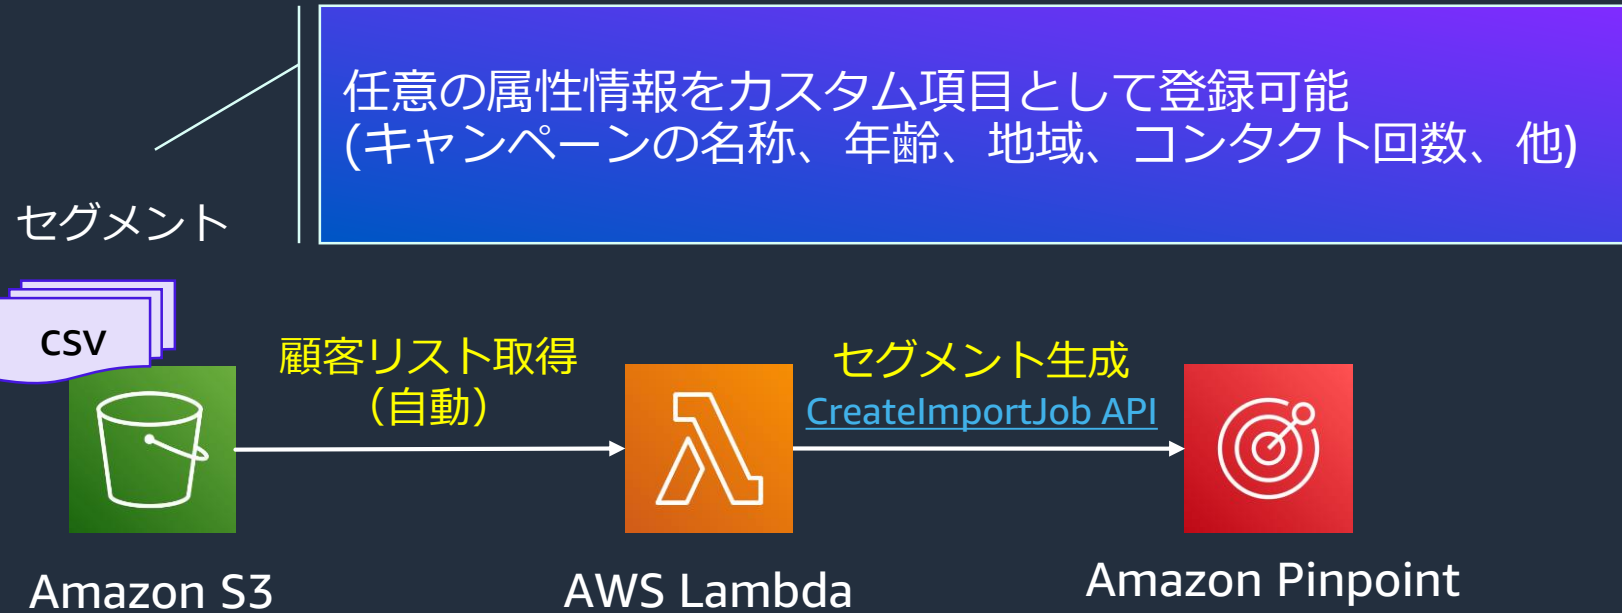 任意の属性情報をカスタム項目として登録可能
(キャンペーンの名称、年齢、地域、コンタクト回数、他)
セグメント
csv
顧客リスト取得
（自動）
セグメント生成
CreateImportJob API
Amazon S3
AWS Lambda
Amazon Pinpoint